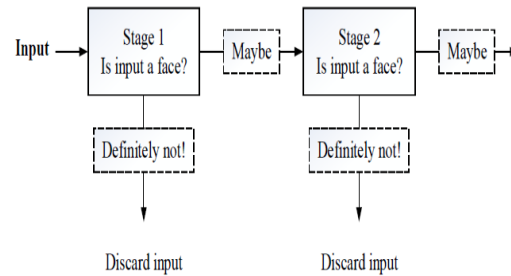 Input
Stage 1
Is input a face?
Maybe
Stage 2
Is input a face?
Maybe
Definitely not!
Definitely not!
Discard input
Discard input